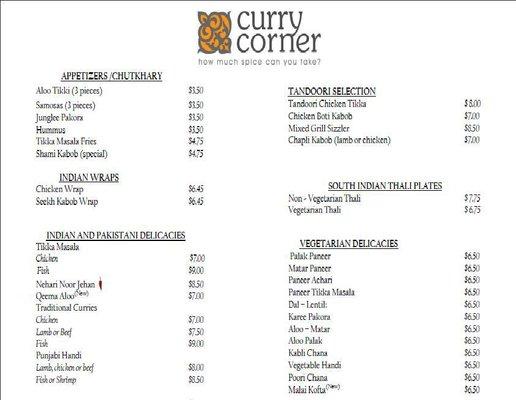 curry
corner
how much spice can you take?
APPETIZERS /CHUTKHARY
Aloo Tikki (3 pieces) $3.50
Samosas (3 pieces) $3.50
Junglee Pakora $3.50
Hummus $3.50
Tikka Masala Fries $4.75
Shami Kabob (special) $4.75
INDIAN WRAPS
Chicken Wrap $6.45
Seekh Kabob Wrap $6.45
INDIAN AND PAKISTANI DELICACIES
Tikka Masala
Chicken $7.00
Fish $9.00
Nehari Noor Jehan $8.50
Qeema Aloo(New) $7.00
Traditional Curries
Chicken $7.00
Lamb or Beef $7.50
Fish $9.00
Punjabi Handi
Lamb, chicken or beef $8.00
Fish or Shrimp $8.50
TANDOORI SELECTION
Tandoori Chicken Tikka $8.00
Chicken Boti Kabob $7.00
Mixed Grill Sizzler $8.50
Chapli Kabob (lamb or chicken) $7.00
SOUTH INDIAN THALI PLATES
Non - Vegetarian Thali $7.75
Vegetarian Thali $6.75
VEGETARIAN DELICACIES
Palak Paneer $6.50
Matar Paneer $6.50
Paneer Achari $6.50
Paneer Tikka Masala $6.50
Dal – Lentil: $6.50
Karee Pakora $6.50
Aloo – Matar $6.50
Aloo Palak $6.50
Kabli Chana $6.50
Vegetable Handi $6.50
Poori Chana $6.50
Malai Kofta(New) $6.50